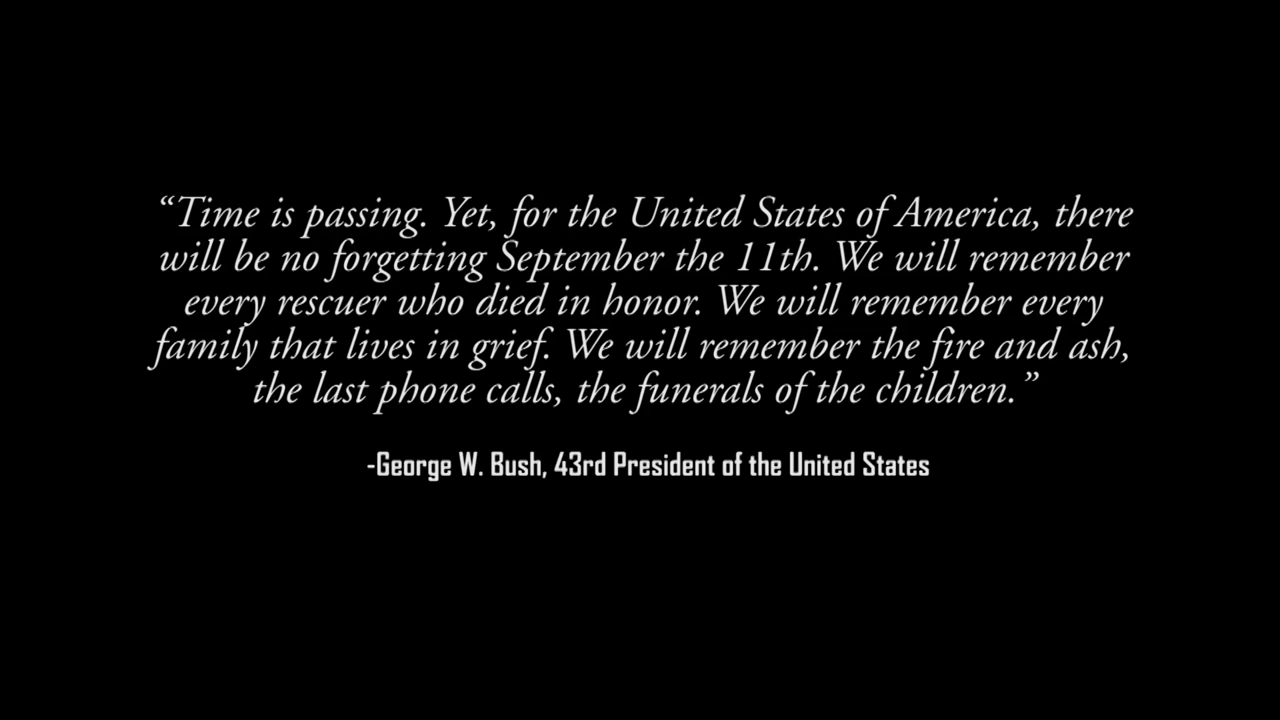 “Time is passing. Yet, for the United States of America, there
will be no forgetting September the 11th. We will remember
every rescuer who died in honor. We will remember every
family that lives in grief. We will remember the fire and ash,
the last phone calls, the funerals of the children.”
-George W. Bush, 43rd President of the United States